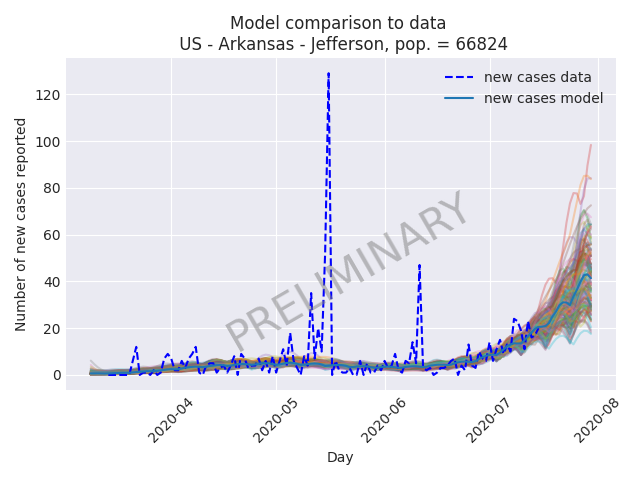 Model comparison to data
US - Arkansas - Jefferson, pop. = 66824
new cases data
new cases model
PRELIMINARY
Number of new cases reported
120
100
80
60
40
20
0
2020-04
2020-05
2020-06
2020-07
2020-08
Day